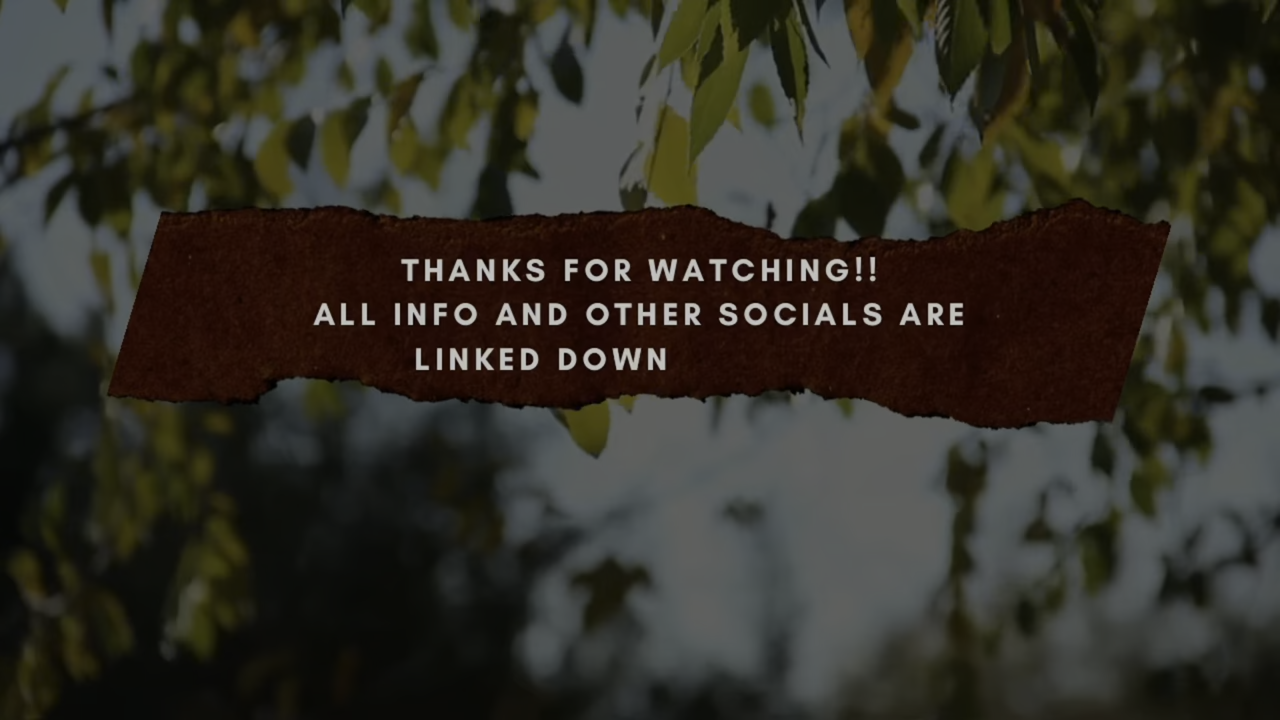 THANKS FOR WATCHING!!
ALL INFO AND OTHER SOCIALS ARE
LINKED DOWN